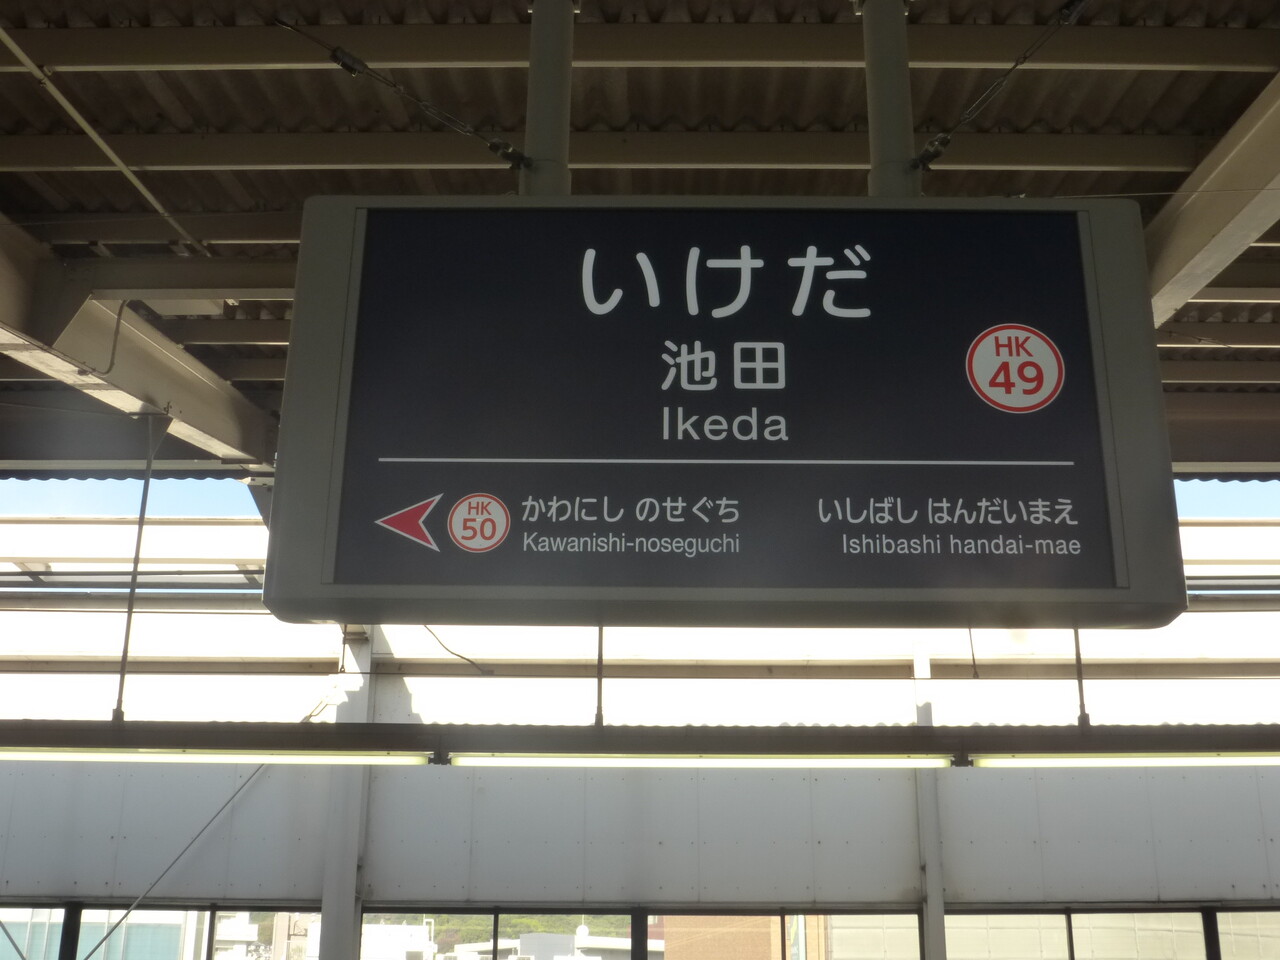 いけだ
池田
Ikeda
HK
49
HK
50
かわにし のせぐち
Kawanishi-noseguchi
いしばし はんだいまえ
Ishibashi handai-mae